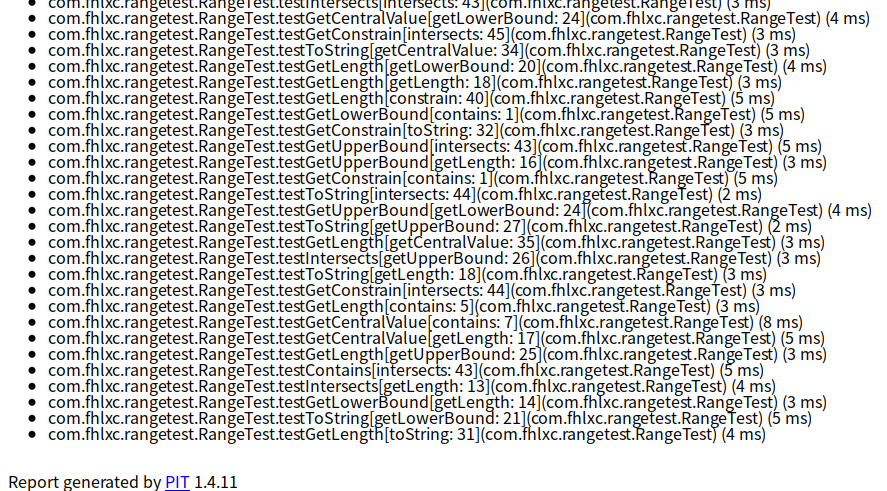 com.fhlxc.rangetest.RangeTest.testIntersects[intersects: 43](com.fhlxc.rangetest.RangeTest) (3 ms)
com.fhlxc.rangetest.RangeTest.testGetCentralValue[getLowerBound: 24](com.fhlxc.rangetest.RangeTest) (4 ms)
com.fhlxc.rangetest.RangeTest.testGetConstrain[intersects: 45](com.fhlxc.rangetest.RangeTest) (3 ms)
com.fhlxc.rangetest.RangeTest.testToString[getCentralValue: 34](com.fhlxc.rangetest.RangeTest) (3 ms)
com.fhlxc.rangetest.RangeTest.testGetLength[getLowerBound: 20](com.fhlxc.rangetest.RangeTest) (4 ms)
com.fhlxc.rangetest.RangeTest.testGetLength[getLength: 18](com.fhlxc.rangetest.RangeTest) (3 ms)
com.fhlxc.rangetest.RangeTest.testGetLength[constrain: 40](com.fhlxc.rangetest.RangeTest) (5 ms)
com.fhlxc.rangetest.RangeTest.testGetLowerBound[contains: 1](com.fhlxc.rangetest.RangeTest) (5 ms)
com.fhlxc.rangetest.RangeTest.testGetConstrain[toString: 32](com.fhlxc.rangetest.RangeTest) (3 ms)
com.fhlxc.rangetest.RangeTest.testGetUpperBound[intersects: 43](com.fhlxc.rangetest.RangeTest) (5 ms)
com.fhlxc.rangetest.RangeTest.testGetUpperBound[getLength: 16](com.fhlxc.rangetest.RangeTest) (3 ms)
com.fhlxc.rangetest.RangeTest.testGetConstrain[contains: 1](com.fhlxc.rangetest.RangeTest) (5 ms)
com.fhlxc.rangetest.RangeTest.testToString[intersects: 44](com.fhlxc.rangetest.RangeTest) (2 ms)
com.fhlxc.rangetest.RangeTest.testGetUpperBound[getLowerBound: 24](com.fhlxc.rangetest.RangeTest) (4 ms)
com.fhlxc.rangetest.RangeTest.testToString[getUpperBound: 27](com.fhlxc.rangetest.RangeTest) (2 ms)
com.fhlxc.rangetest.RangeTest.testGetLength[getCentralValue: 35](com.fhlxc.rangetest.RangeTest) (3 ms)
com.fhlxc.rangetest.RangeTest.testIntersects[getUpperBound: 26](com.fhlxc.rangetest.RangeTest) (3 ms)
com.fhlxc.rangetest.RangeTest.testToString[getLength: 18](com.fhlxc.rangetest.RangeTest) (3 ms)
com.fhlxc.rangetest.RangeTest.testGetConstrain[intersects: 44](com.fhlxc.rangetest.RangeTest) (3 ms)
com.fhlxc.rangetest.RangeTest.testGetLength[contains: 5](com.fhlxc.rangetest.RangeTest) (3 ms)
com.fhlxc.rangetest.RangeTest.testGetCentralValue[contains: 7](com.fhlxc.rangetest.RangeTest) (8 ms)
com.fhlxc.rangetest.RangeTest.testGetCentralValue[getLength: 17](com.fhlxc.rangetest.RangeTest) (5 ms)
com.fhlxc.rangetest.RangeTest.testGetLength[getUpperBound: 25](com.fhlxc.rangetest.RangeTest) (3 ms)
com.fhlxc.rangetest.RangeTest.testContains[intersects: 43](com.fhlxc.rangetest.RangeTest) (5 ms)
com.fhlxc.rangetest.RangeTest.testIntersects[getLength: 13](com.fhlxc.rangetest.RangeTest) (4 ms)
com.fhlxc.rangetest.RangeTest.testGetLowerBound[getLength: 14](com.fhlxc.rangetest.RangeTest) (3 ms)
com.fhlxc.rangetest.RangeTest.testToString[getLowerBound: 21](com.fhlxc.rangetest.RangeTest) (5 ms)
com.fhlxc.rangetest.RangeTest.testGetLength[toString: 31](com.fhlxc.rangetest.RangeTest) (4 ms)
Report generated by PIT 1.4.11